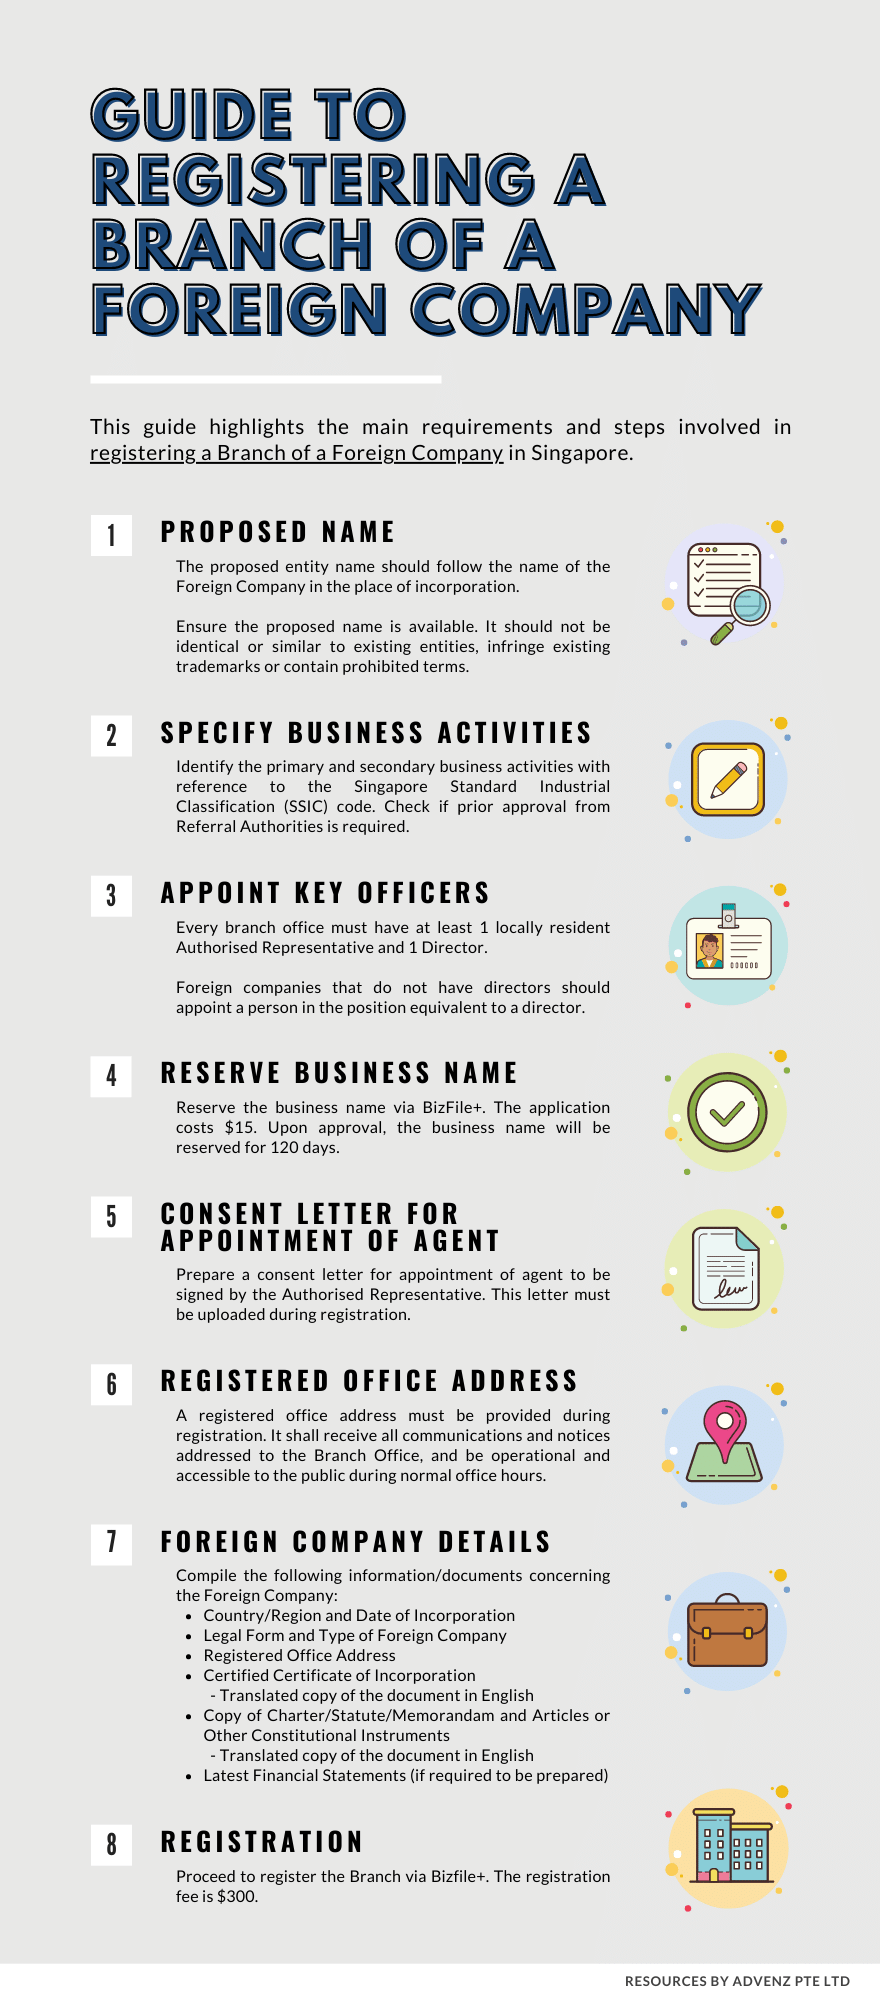 GUIDE TO
REGISTERING A
BRANCH OF A
FOREIGN COMPANY
This guide highlights the main requirements and steps involved in
registering a Branch of a Foreign Company in Singapore.
1
PROPOSED NAME
The proposed entity name should follow the name of the
Foreign Company in the place of incorporation.
Ensure the proposed name is available. It should not be
identical or similar to existing entities, infringe existing
trademarks or contain prohibited terms.
2
SPECIFY BUSINESS ACTIVITIES
Identify the primary and secondary business activities with
reference to the Singapore Standard Industrial
Classification (SSIC) code. Check if prior approval from
Referral Authorities is required.
3
APPOINT KEY OFFICERS
Every branch office must have at least 1 locally resident
Authorised Representative and 1 Director.
Foreign companies that do not have directors should
appoint a person in the position equivalent to a director.
4
RESERVE BUSINESS NAME
Reserve the business name via BizFile+. The application
costs $15. Upon approval, the business name will be
reserved for 120 days.
5
CONSENT LETTER FOR
APPOINTMENT OF AGENT
Prepare a consent letter for appointment of agent to be
signed by the Authorised Representative. This letter must
be uploaded during registration.
6
REGISTERED OFFICE ADDRESS
A registered office address must be provided during
registration. It shall receive all communications and notices
addressed to the Branch Office, and be operational and
accessible to the public during normal office hours.
7
FOREIGN COMPANY DETAILS
Compile the following information/documents concerning
the Foreign Company:
• Country/Region and Date of Incorporation
• Legal Form and Type of Foreign Company
• Registered Office Address
• Certified Certificate of Incorporation
- Translated copy of the document in English
• Copy of Charter/Statute/Memorandam and Articles or
Other Constitutional Instruments
- Translated copy of the document in English
• Latest Financial Statements (if required to be prepared)
8
REGISTRATION
Proceed to register the Branch via Bizfile+. The registration
fee is $300.
RESOURCES BY ADVENZ PTE LTD